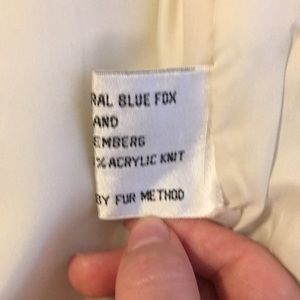 RAL BLUE FOX
AND
EMBERG
% ACRYLIC KNIT
BY FUR METHOD